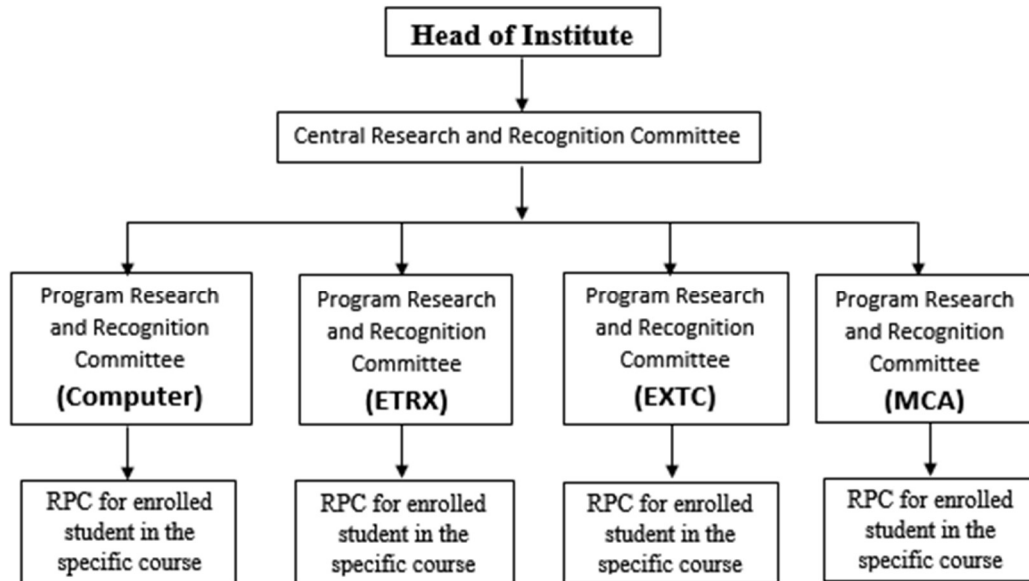 Head of Institute
Central Research and Recognition Committee
Program Research
and Recognition
Committee
(Computer)
Program Research
and Recognition
Committee
(ETRX)
Program Research
and Recognition
Committee
(EXTC)
Program Research
and Recognition
Committee
(MCA)
RPC for enrolled
student in the
specific course
RPC for enrolled
student in the
specific course
RPC for enrolled
student in the
specific course
RPC for enrolled
student in the
specific course